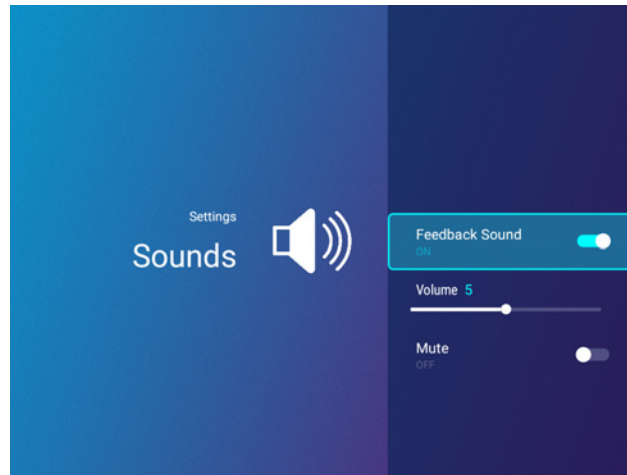 Settings
Sounds
Feedback Sound
ON
Volume 5
Mute
OFF